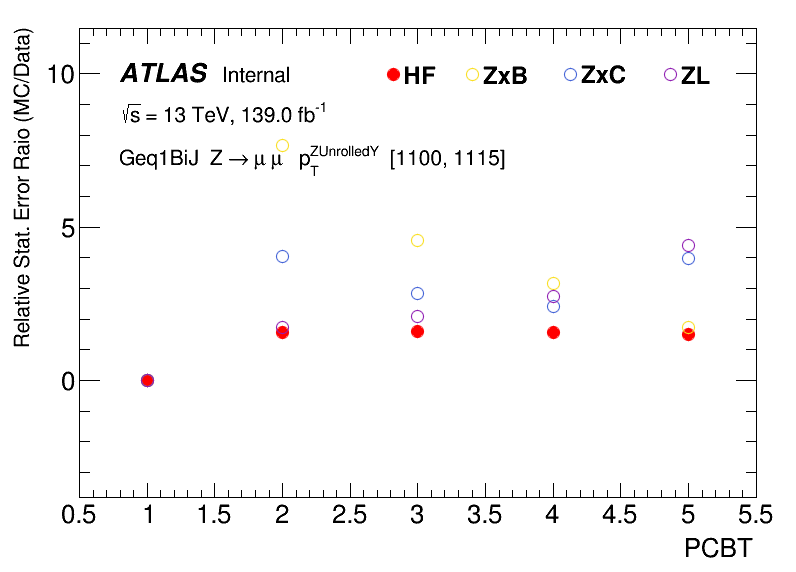 Relative Stat. Error Raio (MC/Data)
10
5
0
ATLAS Internal
HF ZxB ZxC ZL
√s = 13 TeV, 139.0 fb⁻¹
Geq1BiJ Z → μ μ p_T^ZUnrolledY [1100, 1115]
0.5 1 1.5 2 2.5 3 3.5 4 4.5 5 5.5
PCBT